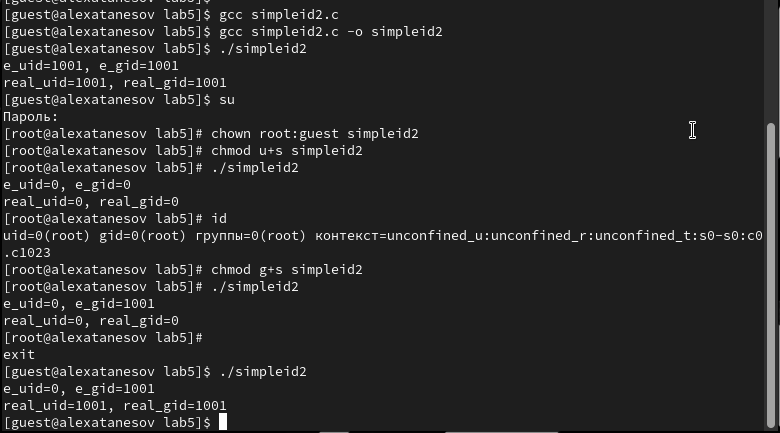 [guest@alexatanesov lab5]$ gcc simpleid2.c
[guest@alexatanesov lab5]$ gcc simpleid2.c -o simpleid2
[guest@alexatanesov lab5]$ ./simpleid2
e_uid=1001, e_gid=1001
real_uid=1001, real_gid=1001
[guest@alexatanesov lab5]$ su
Пароль:
[root@alexatanesov lab5]# chown root:guest simpleid2
[root@alexatanesov lab5]# chmod u+s simpleid2
[root@alexatanesov lab5]# ./simpleid2
e_uid=0, e_gid=0
real_uid=0, real_gid=0
[root@alexatanesov lab5]# id
uid=0(root) gid=0(root) группы=0(root) контекст=unconfined_u:unconfined_r:unconfined_t:s0-s0:c0
.c1023
[root@alexatanesov lab5]# chmod g+s simpleid2
[root@alexatanesov lab5]# ./simpleid2
e_uid=0, e_gid=1001
real_uid=0, real_gid=0
[root@alexatanesov lab5]#
exit
[guest@alexatanesov lab5]$ ./simpleid2
e_uid=0, e_gid=1001
real_uid=1001, real_gid=1001
[guest@alexatanesov lab5]$